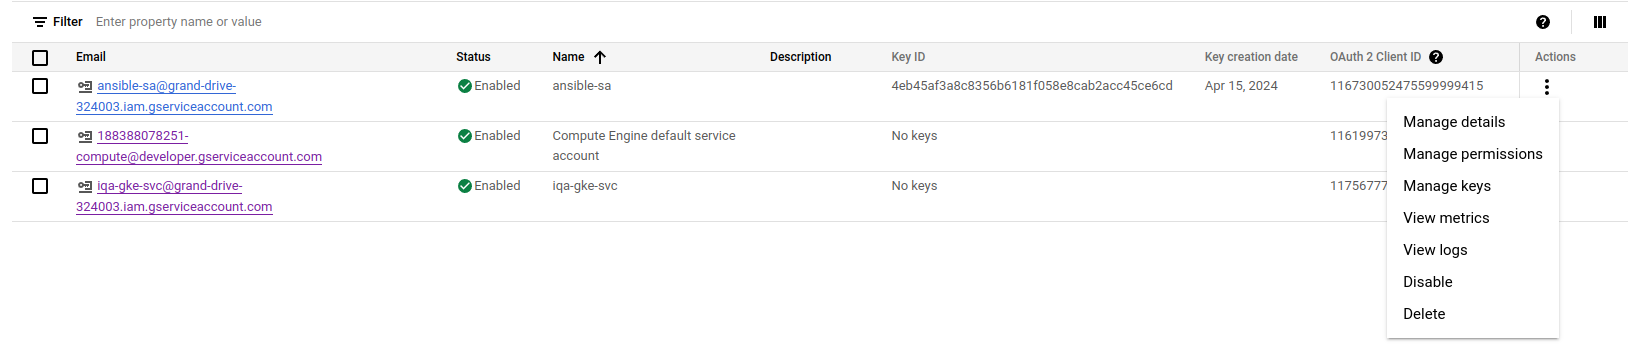 Filter Enter property name or value
Email Status Name Description Key ID Key creation date OAuth 2 Client ID Actions
ansible-sa@grand-drive- Enabled ansible-sa 4eb45af3a8c8356b6181f058e8cab2acc45ce6cd Apr 15, 2024 116730052475599999415
324003.iam.gserviceaccount.com
Manage details
188388078251- Enabled Compute Engine default service No keys 11619973
compute@developer.gserviceaccount.com account
Manage permissions
iqa-gke-svc@grand-drive- Enabled iqa-gke-svc No keys 11756777
324003.iam.gserviceaccount.com
Manage keys
View metrics
View logs
Disable
Delete